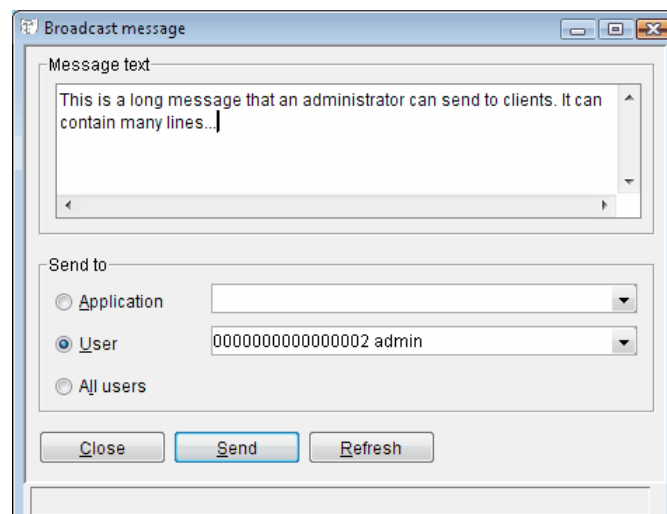 Broadcast message
Message text
This is a long message that an administrator can send to clients. It can
contain many lines...
Send to
Application
User 0000000000000002 admin
All users
Close Send Refresh